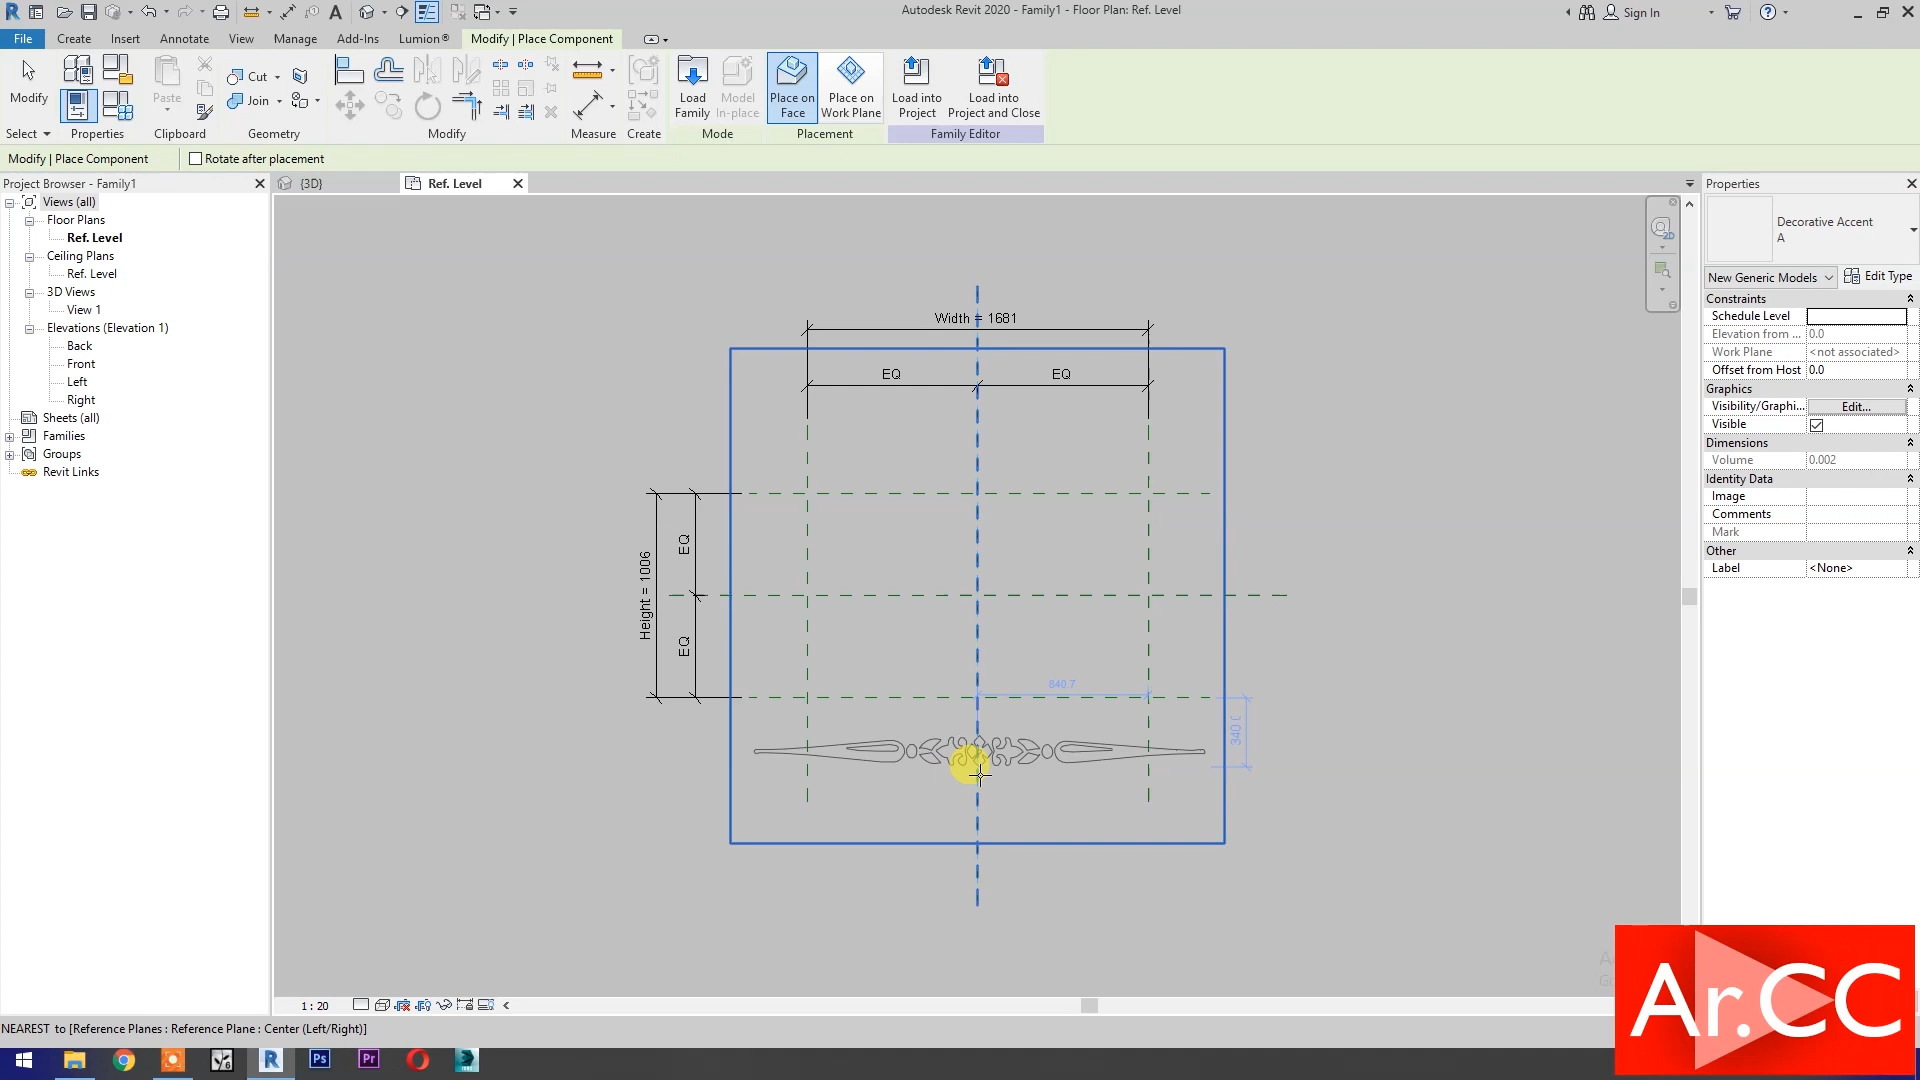 Autodesk Revit 2020 - Family1 - Floor Plan: Ref. Level
Sign In
File Create Insert Annotate View Manage Add-Ins Lumion® Modify | Place Component
Modify
Paste
Cut
Join
Load Family
Model In-place
Place on Face
Place on Work Plane
Load into Project
Load into Project and Close
Select Properties Clipboard Geometry Modify Measure Create Mode Placement Family Editor
Modify | Place Component Rotate after placement
Project Browser - Family1
Views (all)
Floor Plans
Ref. Level
Ceiling Plans
Ref. Level
3D Views
View 1
Elevations (Elevation 1)
Back
Front
Left
Right
Sheets (all)
Families
Groups
Revit Links
{3D} Ref. Level
Width = 1681
EQ EQ
Height = 1006
EQ
EQ
840.7
2D
Properties
Decorative Accent
A
New Generic Models Edit Type
Constraints
Schedule Level
Elevation from ... 0.0
Work Plane <not associated>
Offset from Host 0.0
Graphics
Visibility/Graphi... Edit...
Visible
Dimensions
Volume 0.002
Identity Data
Image
Comments
Mark
Other
Label <None>
1 : 20
NEAREST to [Reference Planes : Reference Plane : Center (Left/Right)]
Ar.CC
Ps Pr